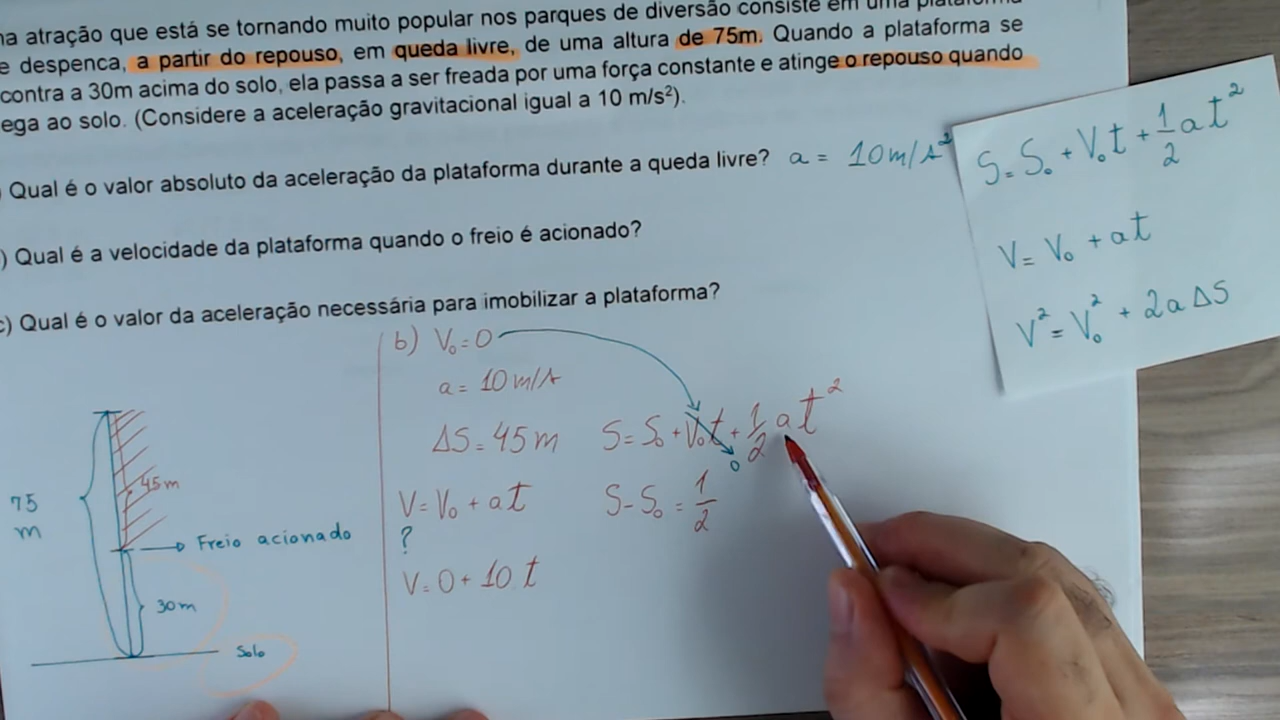 atração que está se tornando muito popular nos parques de diversão consiste em uma
despenca, a partir do repouso, em queda livre, de uma altura de 75m. Quando a plataforma se
contra a 30m acima do solo, ela passa a ser freada por uma força constante e atinge o repouso quando
ega ao solo. (Considere a aceleração gravitacional igual a 10 m/s²).
) Qual é o valor absoluto da aceleração da plataforma durante a queda livre? a = 10m/s²
) Qual é a velocidade da plataforma quando o freio é acionado?
c) Qual é o valor da aceleração necessária para imobilizar a plataforma?
S = S₀ + V₀t + 1/2 at²
V = V₀ + at
V² = V₀² + 2aΔS
75 m
45m
Freio acionado
30m
Solo
b) V₀ = 0
a = 10 m/s
ΔS = 45 m
V = V₀ + at
?
V = 0 + 10 t
S = S₀ + V₀t + 1/2 at²
0
S - S₀ = 1/2